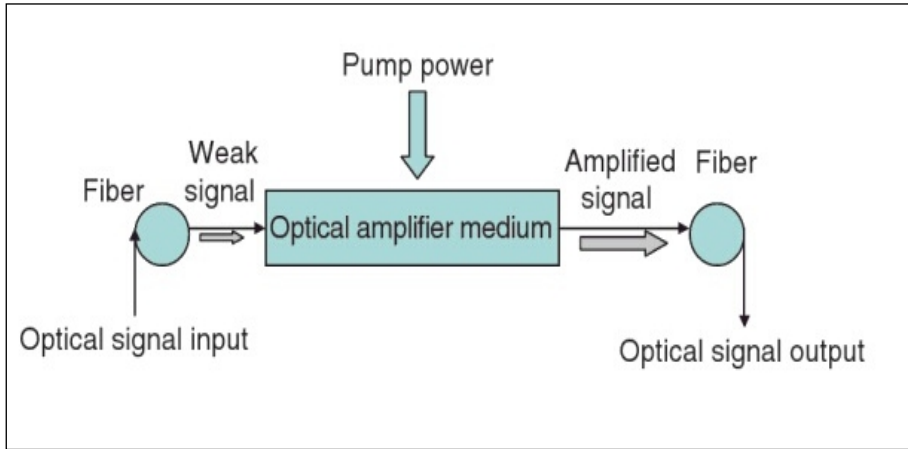 Pump power
Weak
signal
Amplified
signal
Fiber
Fiber
Optical amplifier medium
Optical signal input
Optical signal output